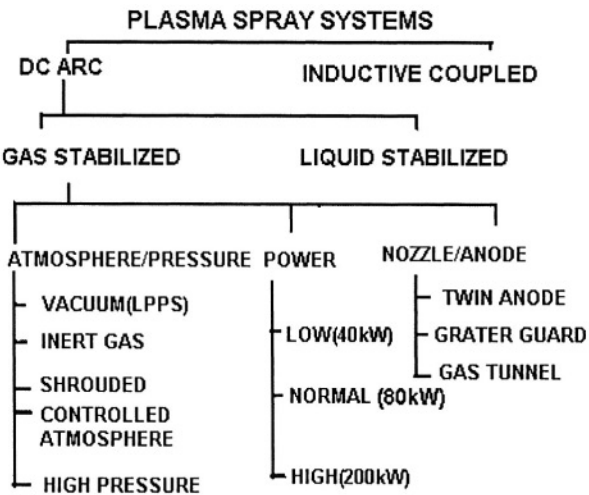 PLASMA SPRAY SYSTEMS
DC ARC
INDUCTIVE COUPLED
GAS STABILIZED
LIQUID STABILIZED
ATMOSPHERE/PRESSURE
VACUUM(LPPS)
INERT GAS
SHROUDED
CONTROLLED
ATMOSPHERE
HIGH PRESSURE
POWER
LOW(40kW)
NORMAL (80kW)
HIGH(200kW)
NOZZLE/ANODE
TWIN ANODE
GRATER GUARD
GAS TUNNEL